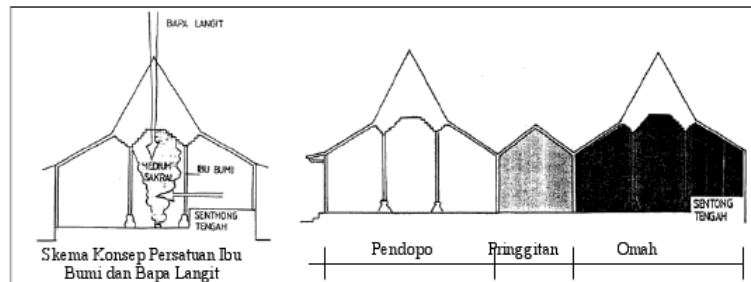 BAPA LANGIT
MEDIUM
SAKRAL
IBU BUMI
SENTHONG
TENGAH
Skema Konsep Persatuan Ibu
Bumi dan Bapa Langit
SENTONG
TENGAH
Pendopo
Pringgitan
Omah